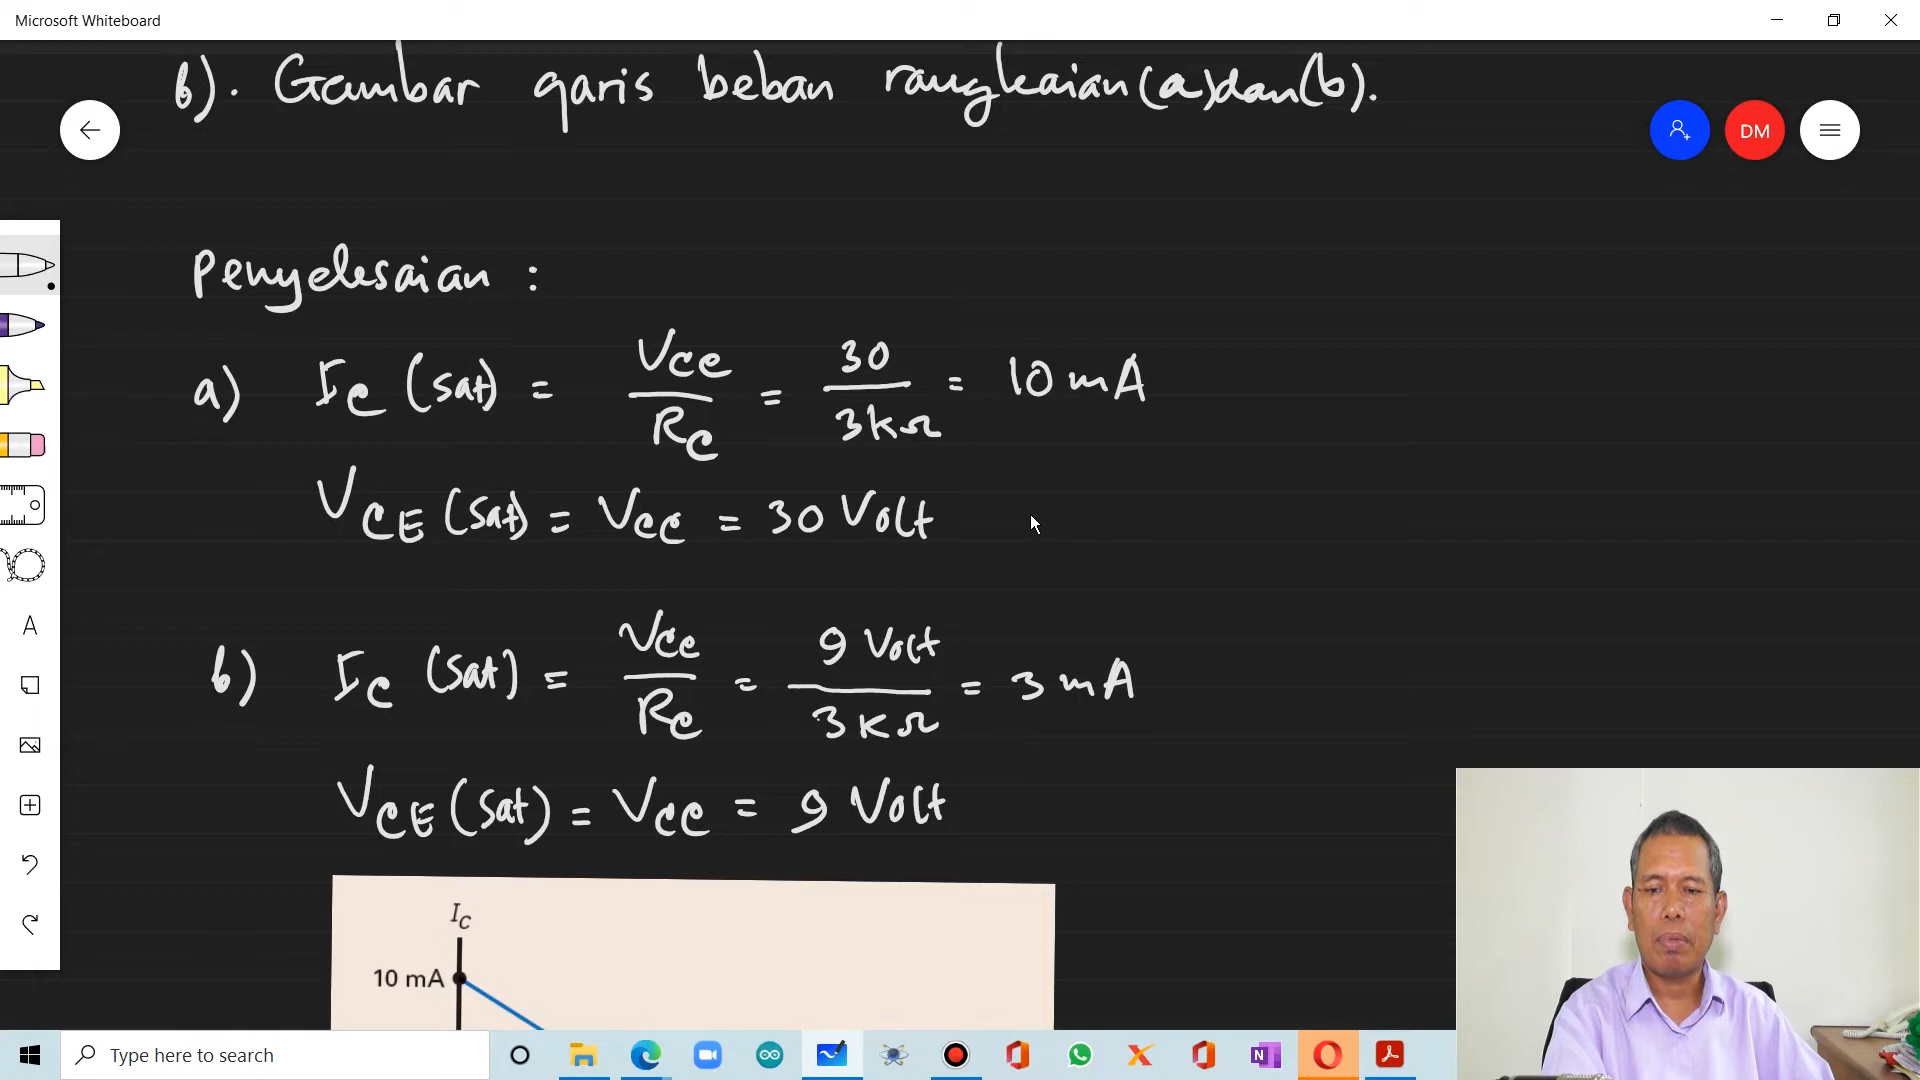 Microsoft Whiteboard
b). Gambar garis beban rangkaian (a) dan (b).
DM
Penyelesaian :
a) Ic (sat) = Vcc / Rc = 30 / 3kΩ = 10 mA
VCE (sat) = Vcc = 30 Volt
b) Ic (sat) = Vcc / Rc = 9 Volt / 3kΩ = 3 mA
VCE (sat) = Vcc = 9 Volt
IC
10 mA
A
Type here to search